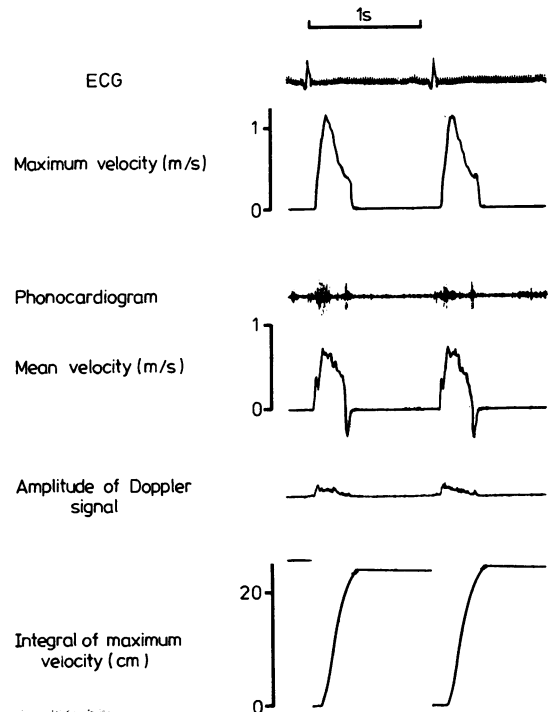 1s
ECG
1
Maximum velocity (m/s)
0
Phonocardiogram
1
Mean velocity (m/s)
0
Amplitude of Doppler
signal
20
Integral of maximum
velocity (cm)
0